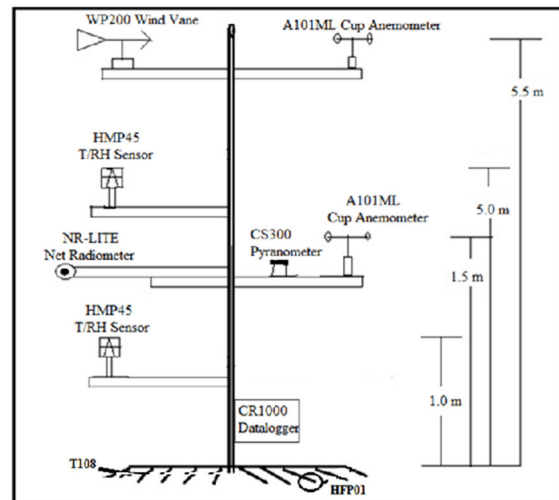 WP200 Wind Vane
A101ML Cup Anemometer
5.5 m
HMP45
T/RH Sensor
A101ML
Cup Anemometer
5.0 m
CS300
Pyranometer
NR-LITE
Net Radiometer
1.5 m
HMP45
T/RH Sensor
1.0 m
CR1000
Datalogger
T108
HFP01